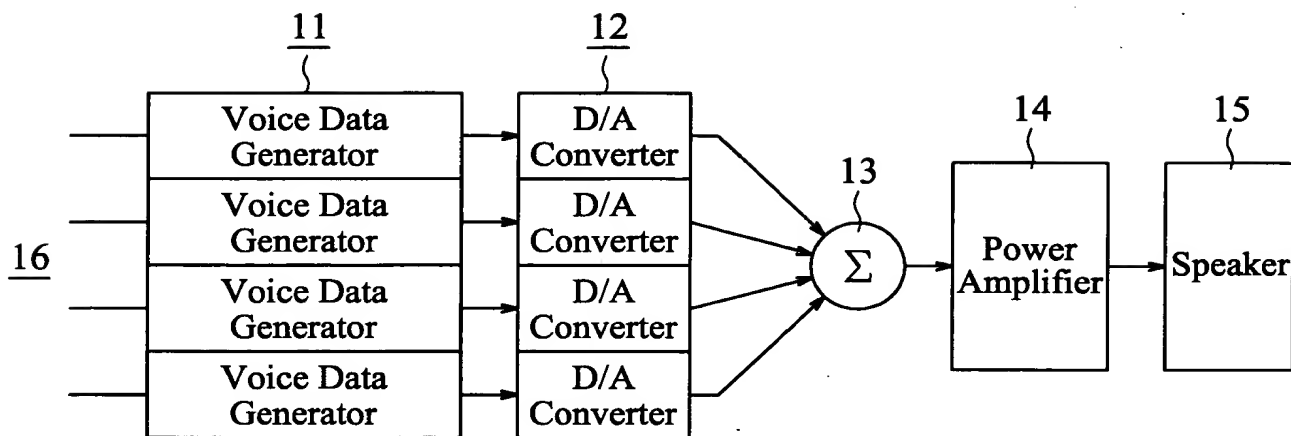 11
12
Voice Data
Generator
D/A
Converter
Voice Data
Generator
D/A
Converter
Voice Data
Generator
D/A
Converter
Voice Data
Generator
D/A
Converter
16
13
Σ
14
Power
Amplifier
15
Speaker